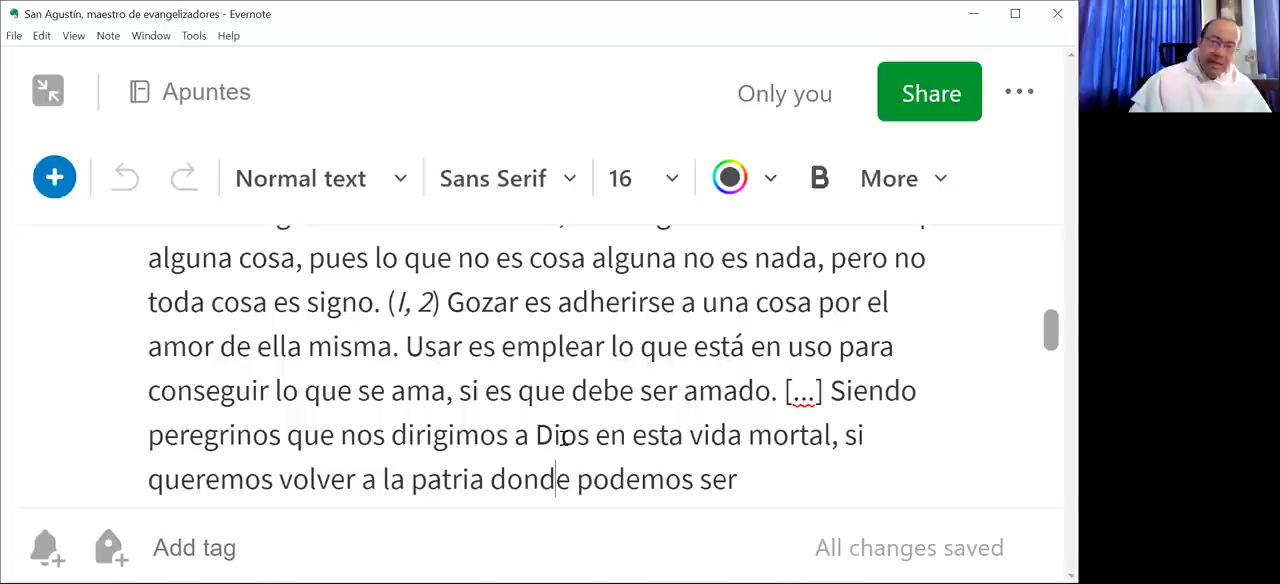 San Agustín, maestro de evangelizadores - Evernote
File Edit View Note Window Tools Help
Apuntes
Only you
Share
Normal text
Sans Serif
16
B
More
alguna cosa, pues lo que no es cosa alguna no es nada, pero no
toda cosa es signo. (I, 2) Gozar es adherirse a una cosa por el
amor de ella misma. Usar es emplear lo que está en uso para
conseguir lo que se ama, si es que debe ser amado. [...] Siendo
peregrinos que nos dirigimos a Dios en esta vida mortal, si
queremos volver a la patria donde podemos ser
Add tag
All changes saved